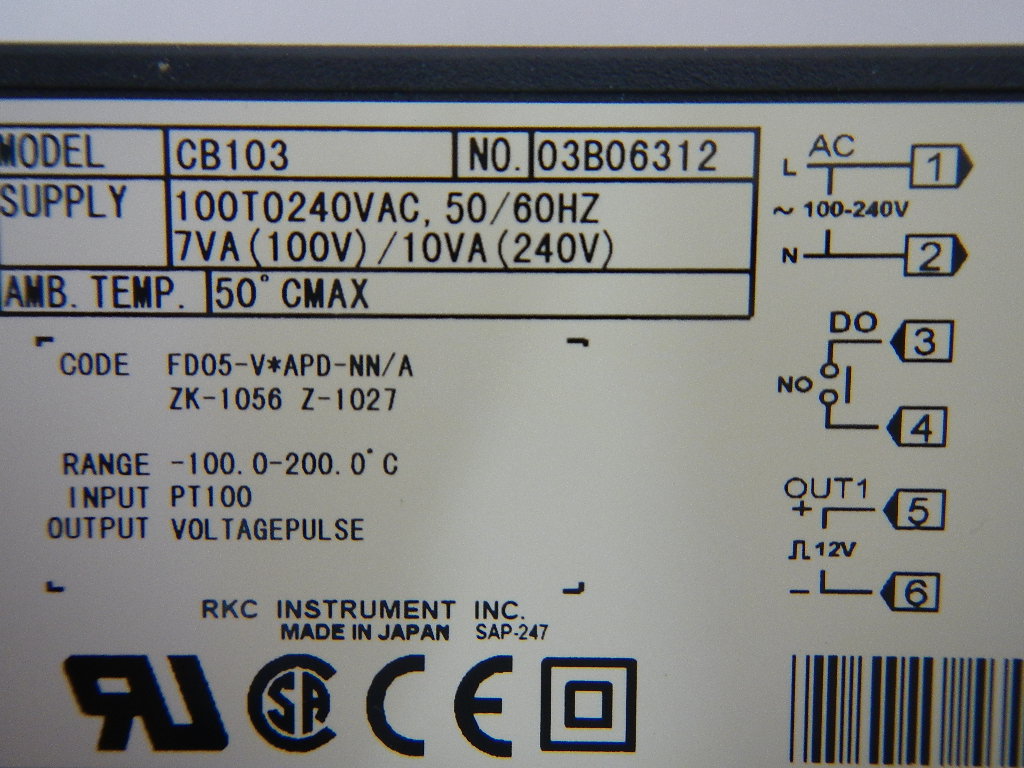 MODEL CB103 NO. 03B06312
SUPPLY 100TO240VAC, 50/60HZ
7VA(100V)/10VA(240V)
AMB. TEMP. 50°CMAX
CODE FD05-V*APD-NN/A
ZK-1056 Z-1027
RANGE -100.0-200.0°C
INPUT PT100
OUTPUT VOLTAGEPULSE
RKC INSTRUMENT INC.
MADE IN JAPAN SAP-247
SA
CE
L AC 1
~ 100-240V
N 2
DO 3
NO
4
OUT1
+ 5
12V
− 6